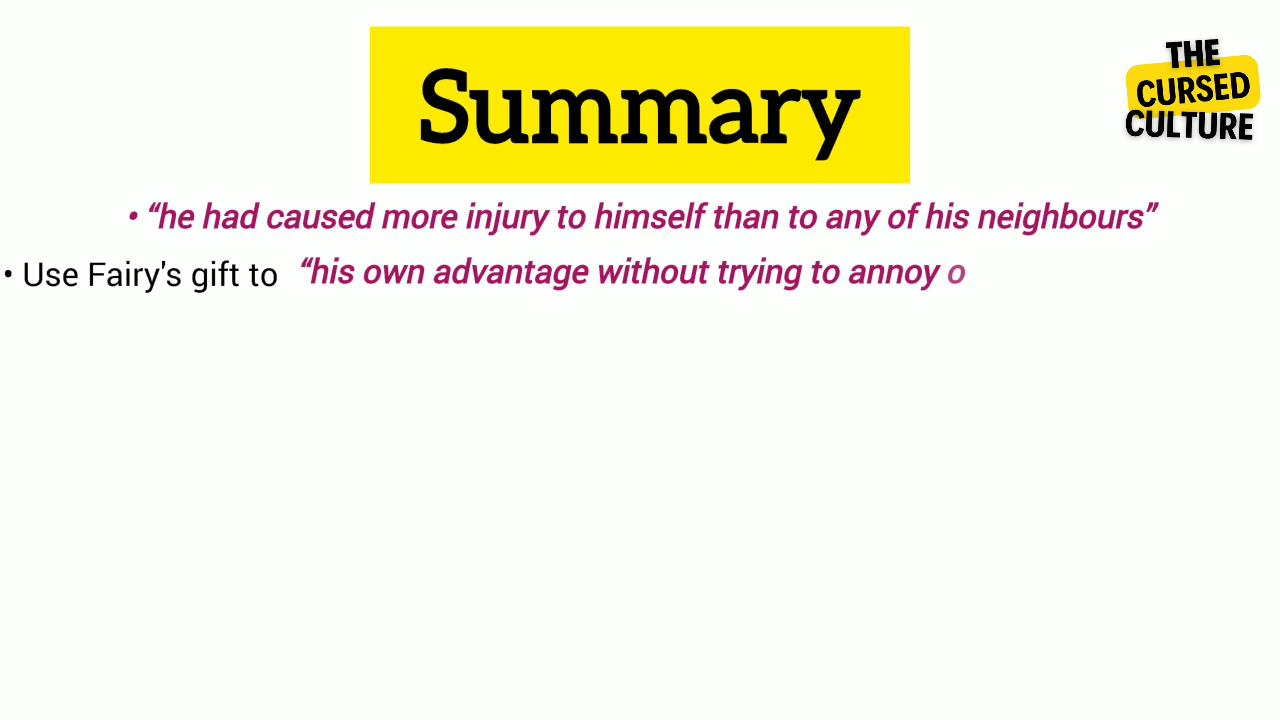 Summary
THE
CURSED
CULTURE
• “he had caused more injury to himself than to any of his neighbours”
• Use Fairy's gift to “his own advantage without trying to annoy o